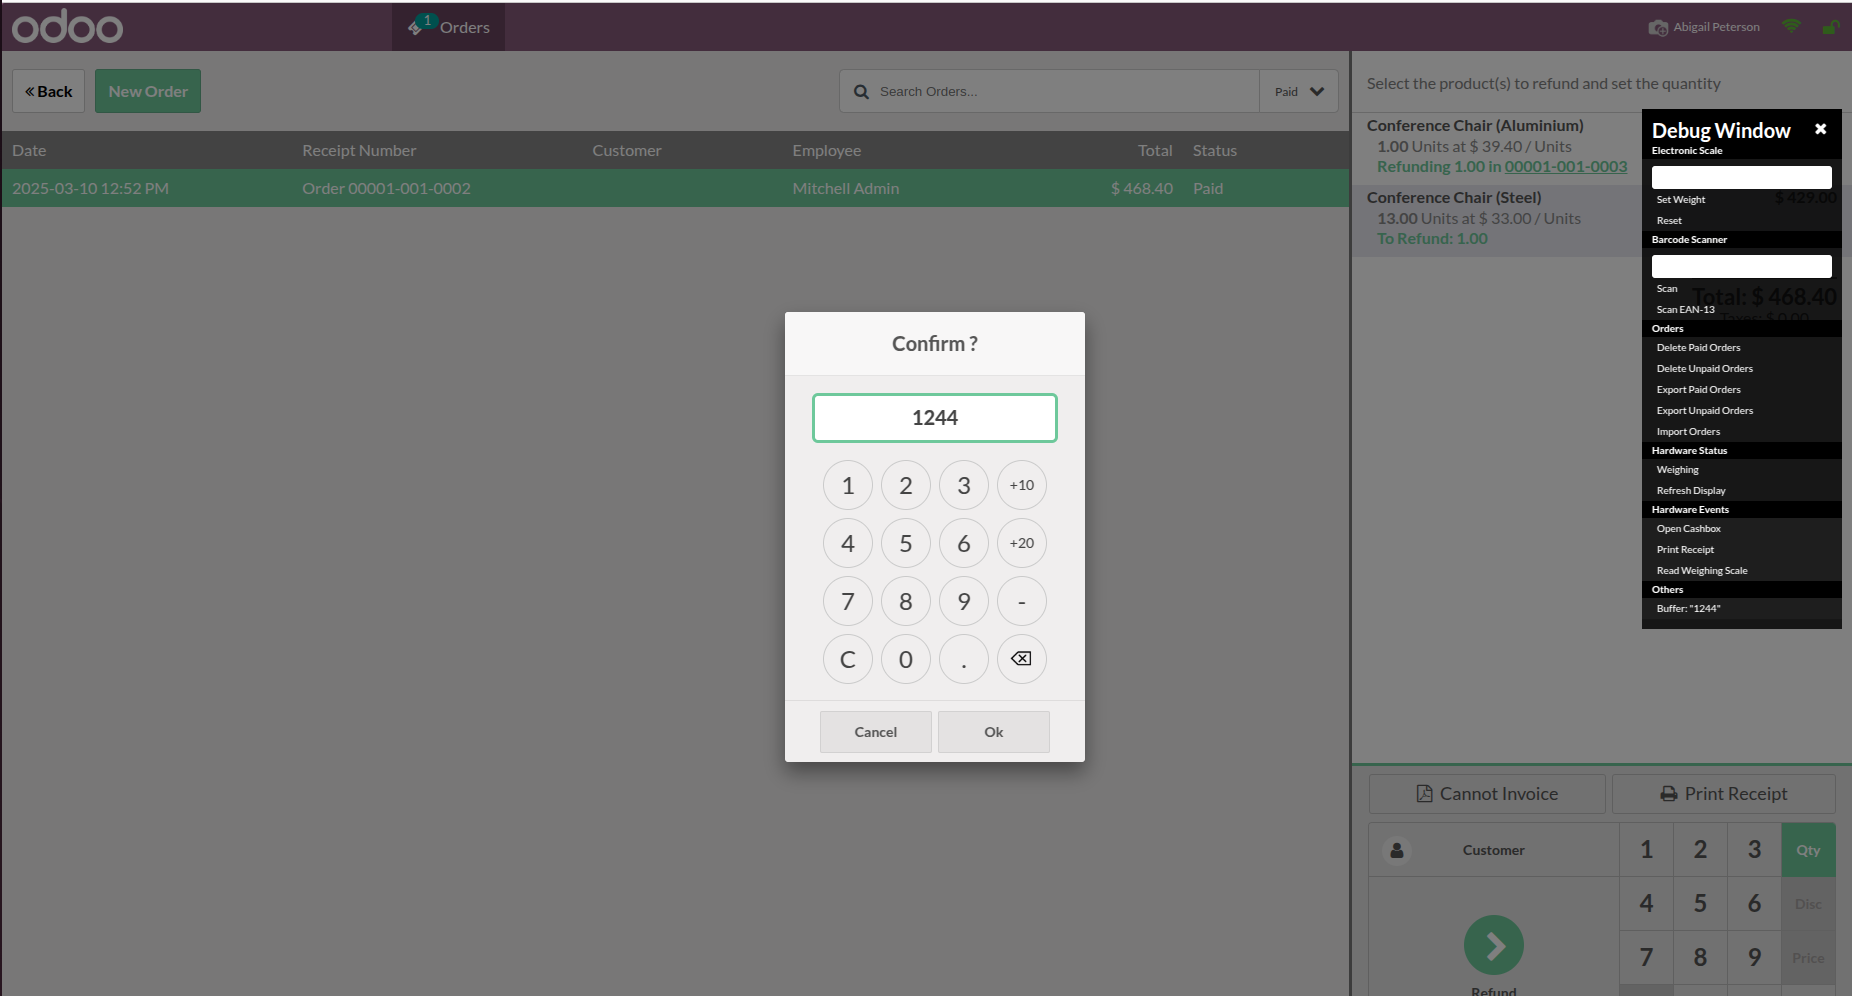 odoo
1
Orders
Abigail Peterson
Back
New Order
Search Orders...
Paid
Date
Receipt Number
Customer
Employee
Total
Status
2025-03-10 12:52 PM
Order 00001-001-0002
Mitchell Admin
$ 468.40
Paid
Select the product(s) to refund and set the quantity
Conference Chair (Aluminium)
1.00 Units at $ 39.40 / Units
Refunding 1.00 in 00001-001-0003
Conference Chair (Steel)
$ 429.00
13.00 Units at $ 33.00 / Units
To Refund: 1.00
Total: $ 468.40
Taxes: $ 0.00
Debug Window
Electronic Scale
Set Weight
Reset
Barcode Scanner
Scan
Scan EAN-13
Orders
Delete Paid Orders
Delete Unpaid Orders
Export Paid Orders
Export Unpaid Orders
Import Orders
Hardware Status
Weighing
Refresh Display
Hardware Events
Open Cashbox
Print Receipt
Read Weighing Scale
Others
Buffer: "1244"
Confirm ?
1244
1 2 3 +10
4 5 6 +20
7 8 9 -
C 0 .
Cancel
Ok
Cannot Invoice
Print Receipt
Customer
1 2 3 Qty
4 5 6 Disc
7 8 9 Price
Refund